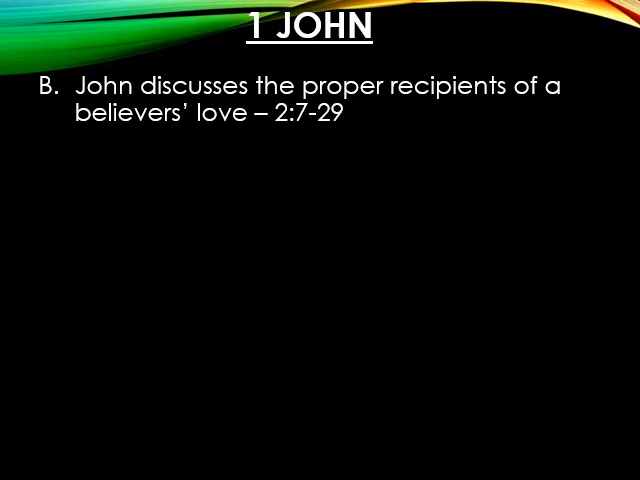 1 JOHN
B. John discusses the proper recipients of a
believers’ love – 2:7-29